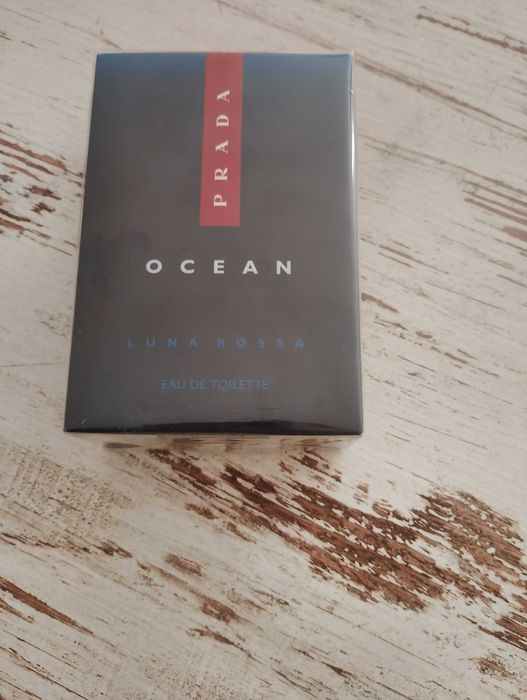 PRADA
OCEAN
LUNA ROSSA
EAU DE TOILETTE